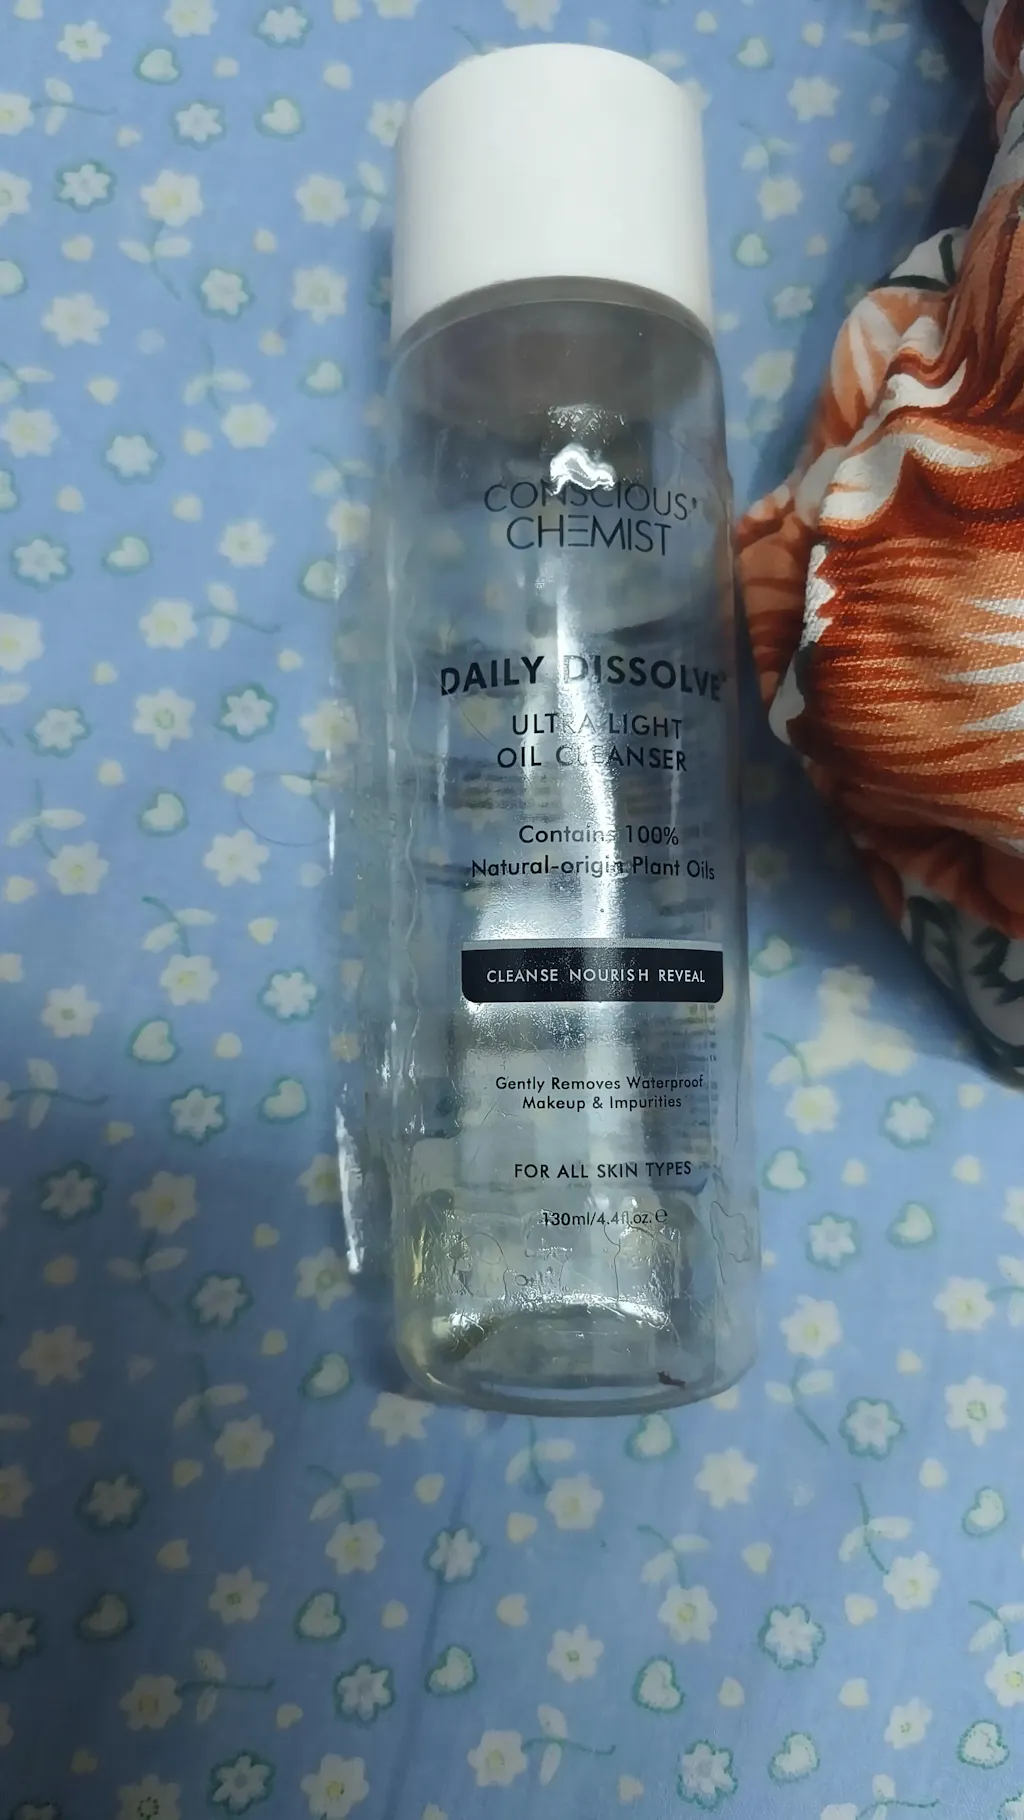 CONSCIOUS®
CHEMIST
DAILY DISSOLVE
ULTRA LIGHT
OIL CLEANSER
Contains 100%
Natural-origin Plant Oils
CLEANSE NOURISH REVEAL
Gently Removes Waterproof
Makeup & Impurities
FOR ALL SKIN TYPES
130ml/4.4fl.oz.℮